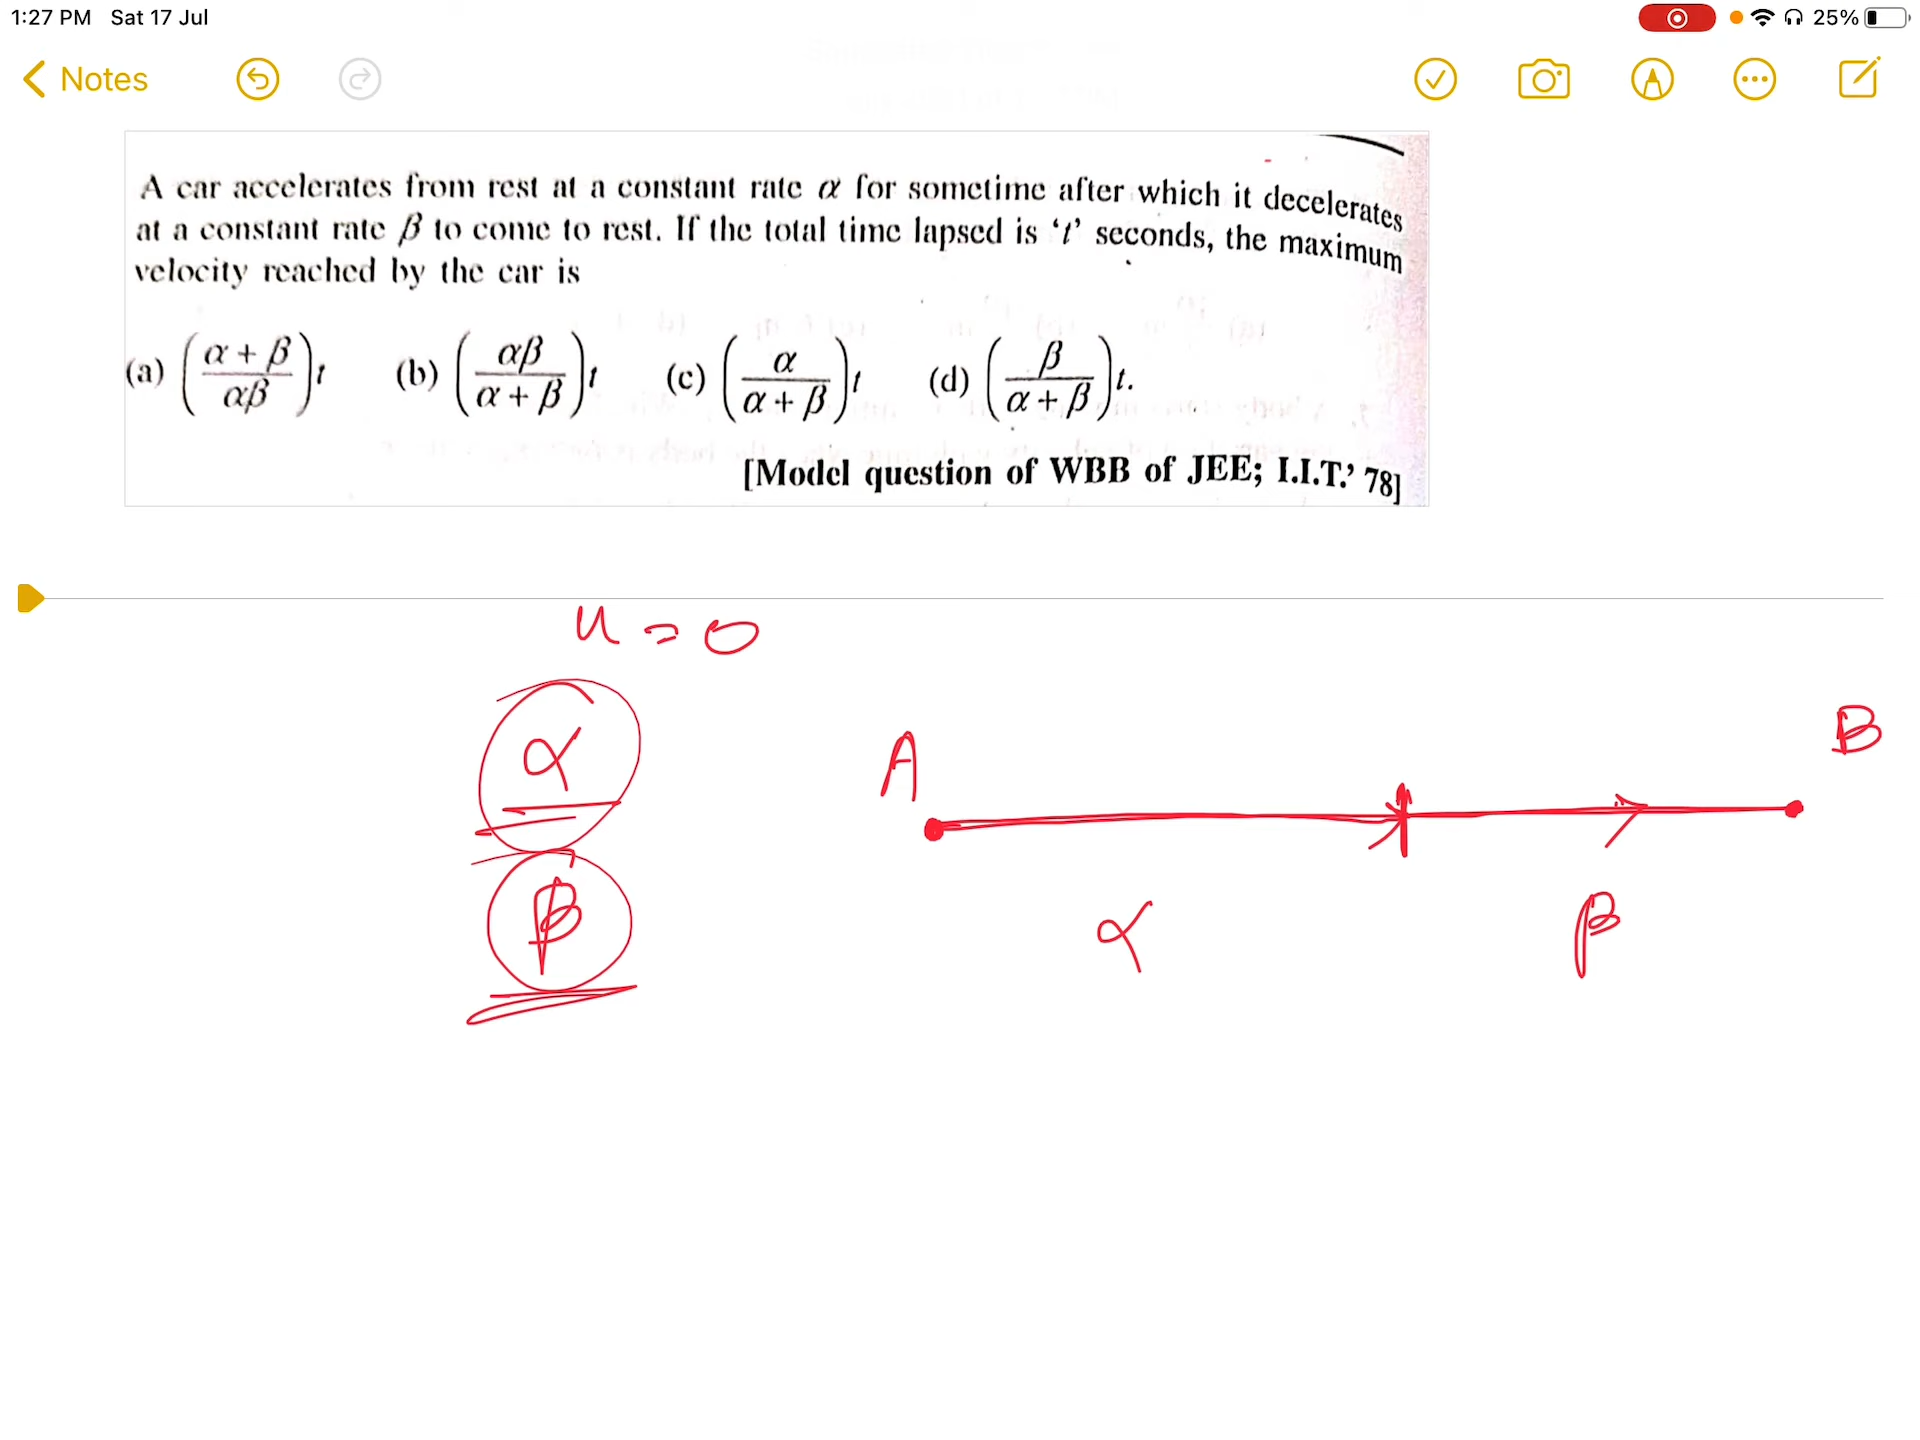 1:27 PM Sat 17 Jul
25%
Notes
A car accelerates from rest at a constant rate α for sometime after which it decelerates
at a constant rate β to come to rest. If the total time lapsed is ‘t’ seconds, the maximum
velocity reached by the car is
(a) ((α + β)/(αβ)) t (b) ((αβ)/(α + β)) t (c) (α/(α + β)) t (d) (β/(α + β)) t.
[Model question of WBB of JEE; I.I.T.’ 78]
u = 0
α
β
A
B
α
β